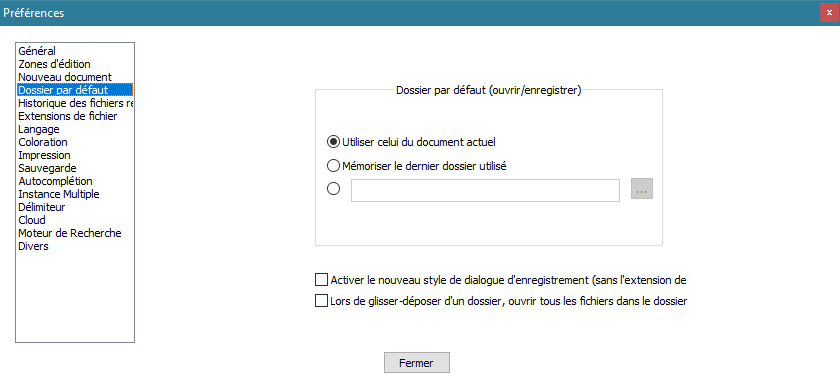 Préférences
x
Général
Zones d'édition
Nouveau document
Dossier par défaut
Historique des fichiers ré
Extensions de fichier
Langage
Coloration
Impression
Sauvegarde
Autocomplétion
Instance Multiple
Délimiteur
Cloud
Moteur de Recherche
Divers
Dossier par défaut (ouvrir/enregistrer)
Utiliser celui du document actuel
Mémoriser le dernier dossier utilisé
...
Activer le nouveau style de dialogue d'enregistrement (sans l'extension de
Lors de glisser-déposer d'un dossier, ouvrir tous les fichiers dans le dossier
Fermer